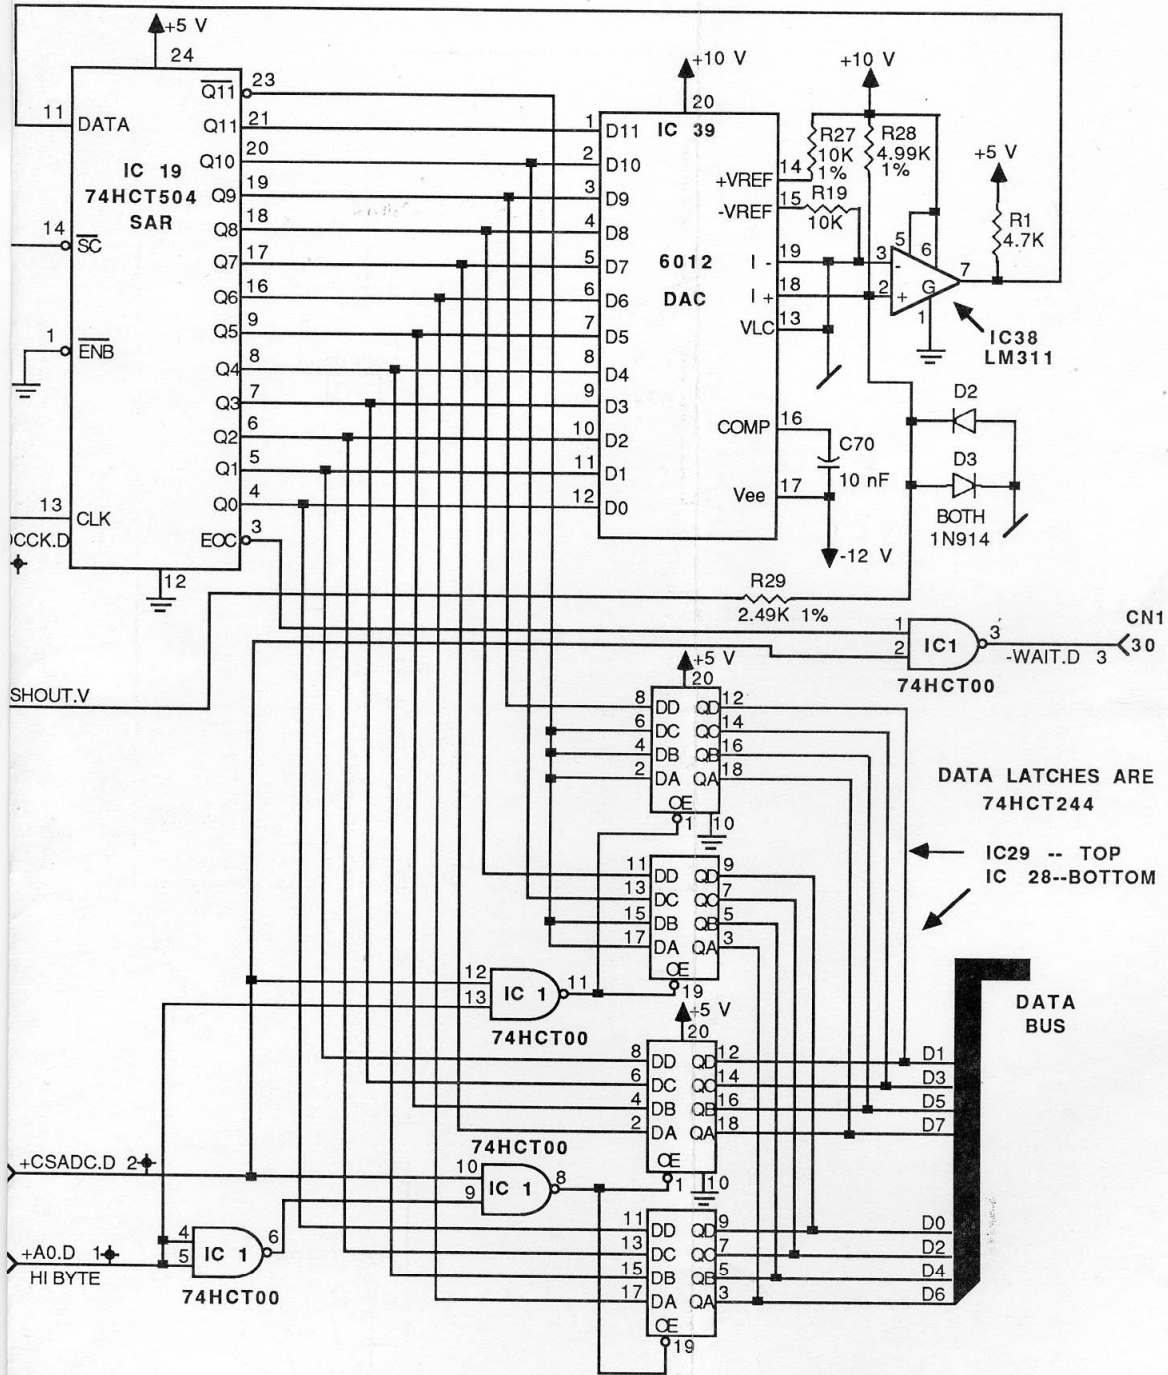 +5 V
24
Q11 23
11 DATA
Q11 21
Q10 20
IC 19
74HCT504
SAR
Q9 19
Q8 18
14 SC
Q7 17
Q6 16
Q5 9
1 ENB
Q4 8
Q3 7
Q2 6
Q1 5
Q0 4
13 CLK
EOC 3
CCK.D
12
+10 V
20
1 D11
IC 39
2 D10
3 D9
4 D8
5 D7
6 D6
7 D5
8 D4
9 D3
10 D2
11 D1
12 D0
6012
DAC
+VREF 14
-VREF 15
I - 19
I + 18
VLC 13
COMP 16
Vee 17
+10 V
R27
10K
1%
R28
4.99K
1%
R19
10K
+5 V
R1
4.7K
5
6
3 -
2 +
G
7
1
IC38
LM311
C70
10 nF
-12 V
D2
D3
BOTH
1N914
R29
2.49K 1%
SHOUT.V
1
2
IC1
3
74HCT00
-WAIT.D 3
CN1
30
+5 V
20
8 DD QD 12
6 DC QC 14
4 DB QB 16
2 DA QA 18
OE
1
10
DATA LATCHES ARE
74HCT244
IC29 -- TOP
IC 28--BOTTOM
11 DD QD 9
13 DC QC 7
15 DB QB 5
17 DA QA 3
OE
19
12
13
IC 1
11
74HCT00
+5 V
20
8 DD QD 12 D1
6 DC QC 14 D3
4 DB QB 16 D5
2 DA QA 18 D7
OE
1
10
DATA
BUS
74HCT00
+CSADC.D 2
10
9
IC 1
8
11 DD QD 9 D0
13 DC QC 7 D2
15 DB QB 5 D4
17 DA QA 3 D6
OE
19
4
5
IC 1
6
+A0.D 1
HI BYTE
74HCT00